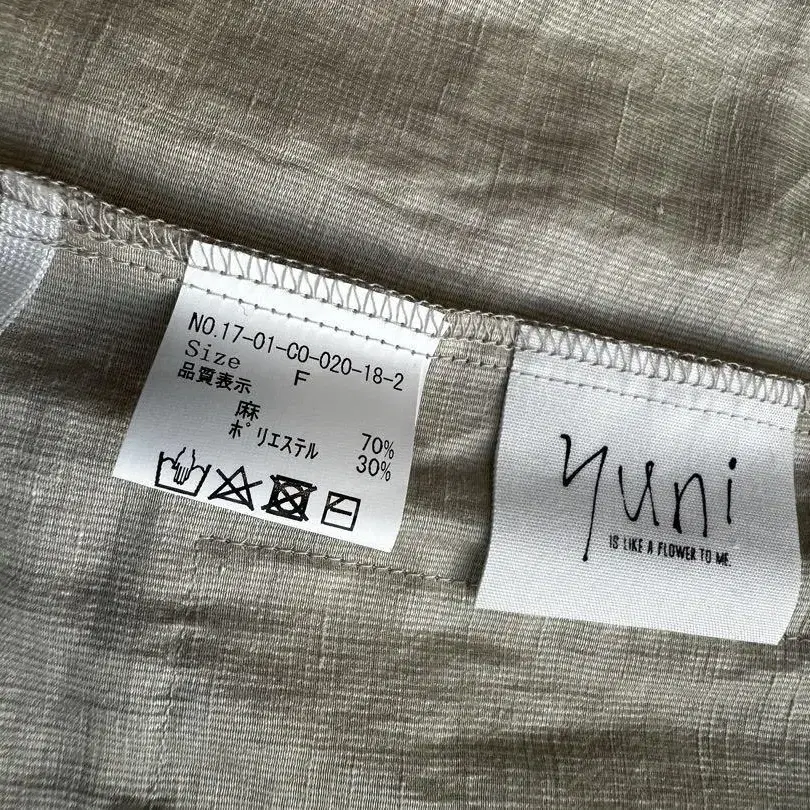 NO.17-01-CO-020-18-2
Size F
品質表示
麻 70%
ポリエステル 30%
yuni
IS LIKE A FLOWER TO ME.